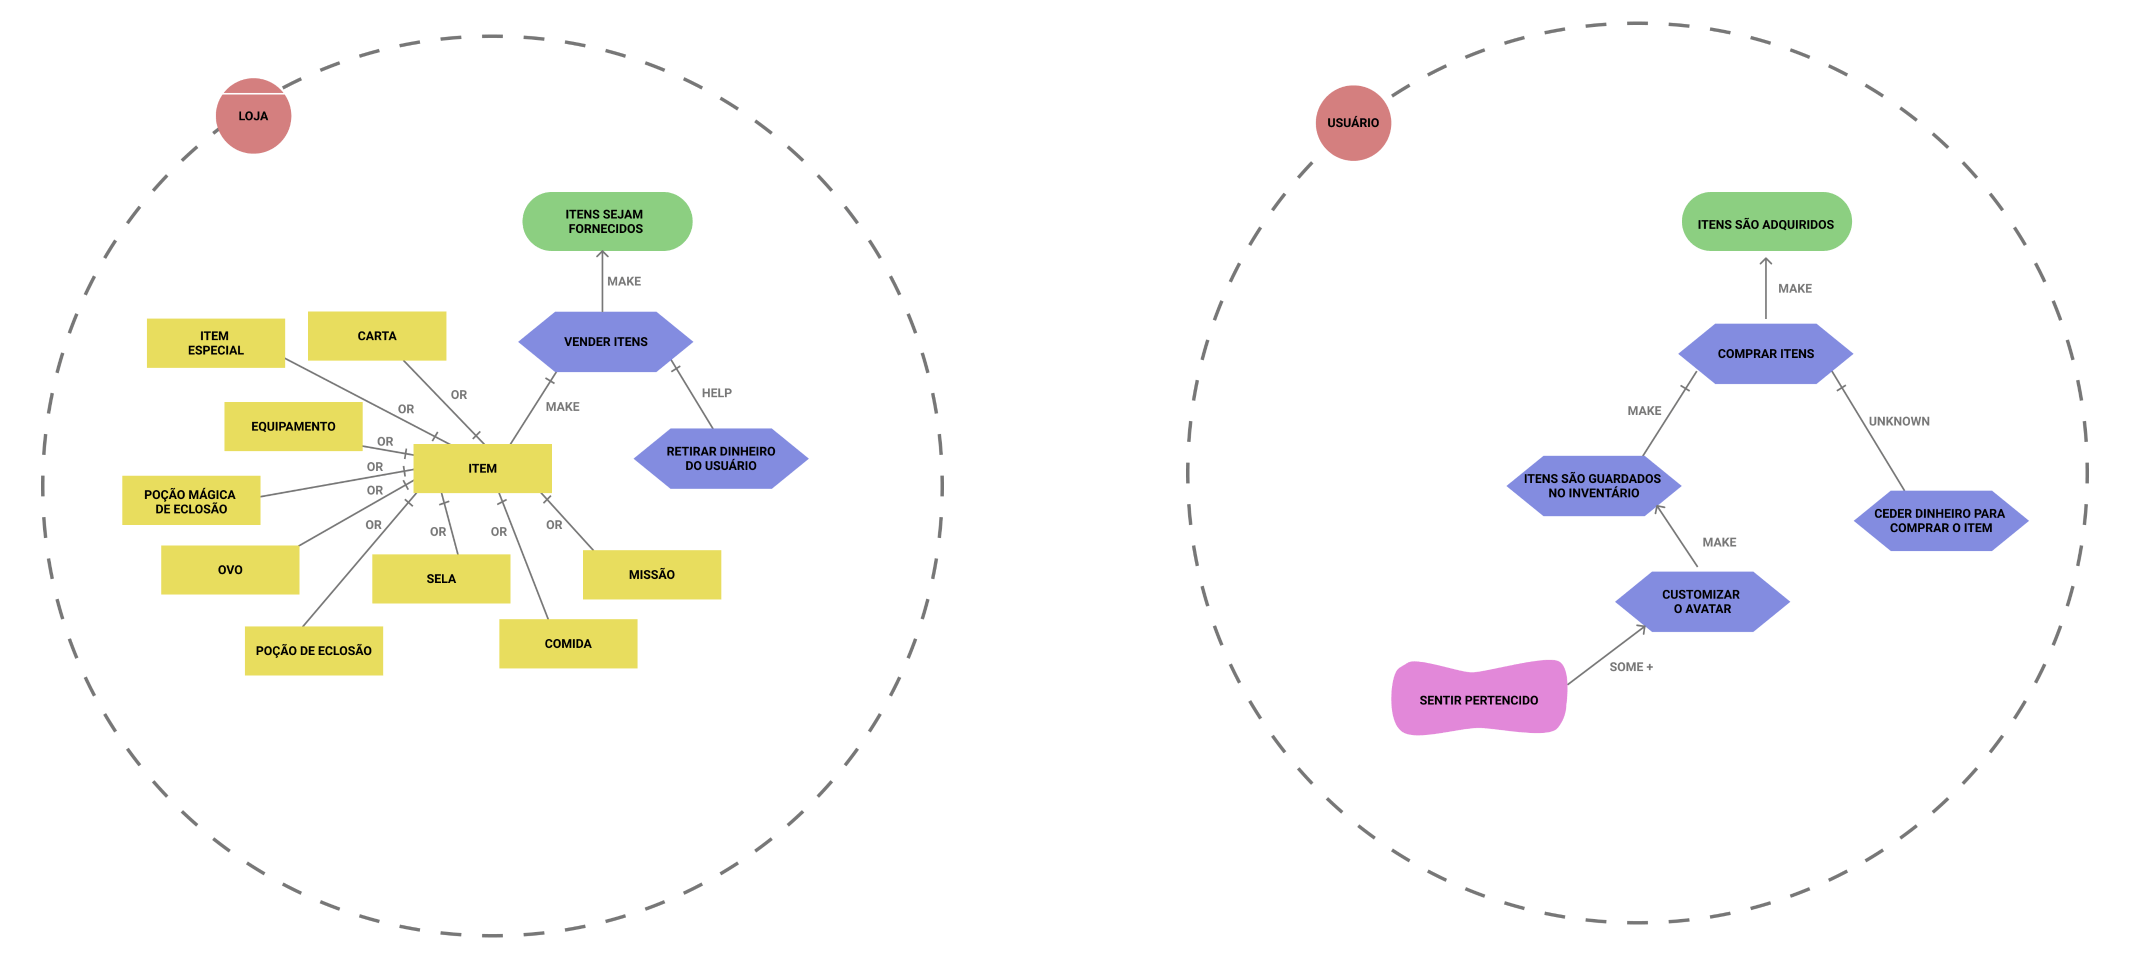 LOJA
ITENS SEJAM
FORNECIDOS
MAKE
VENDER ITENS
MAKE
HELP
RETIRAR DINHEIRO
DO USUÁRIO
ITEM
ESPECIAL
CARTA
OR
OR
EQUIPAMENTO
OR
ITEM
OR
POÇÃO MÁGICA
DE ECLOSÃO
OR
OR
OR
OR
OR
OVO
SELA
MISSÃO
POÇÃO DE ECLOSÃO
COMIDA
USUÁRIO
ITENS SÃO ADQUIRIDOS
MAKE
COMPRAR ITENS
MAKE
UNKNOWN
ITENS SÃO GUARDADOS
NO INVENTÁRIO
CEDER DINHEIRO PARA
COMPRAR O ITEM
MAKE
CUSTOMIZAR
O AVATAR
SOME +
SENTIR PERTENCIDO